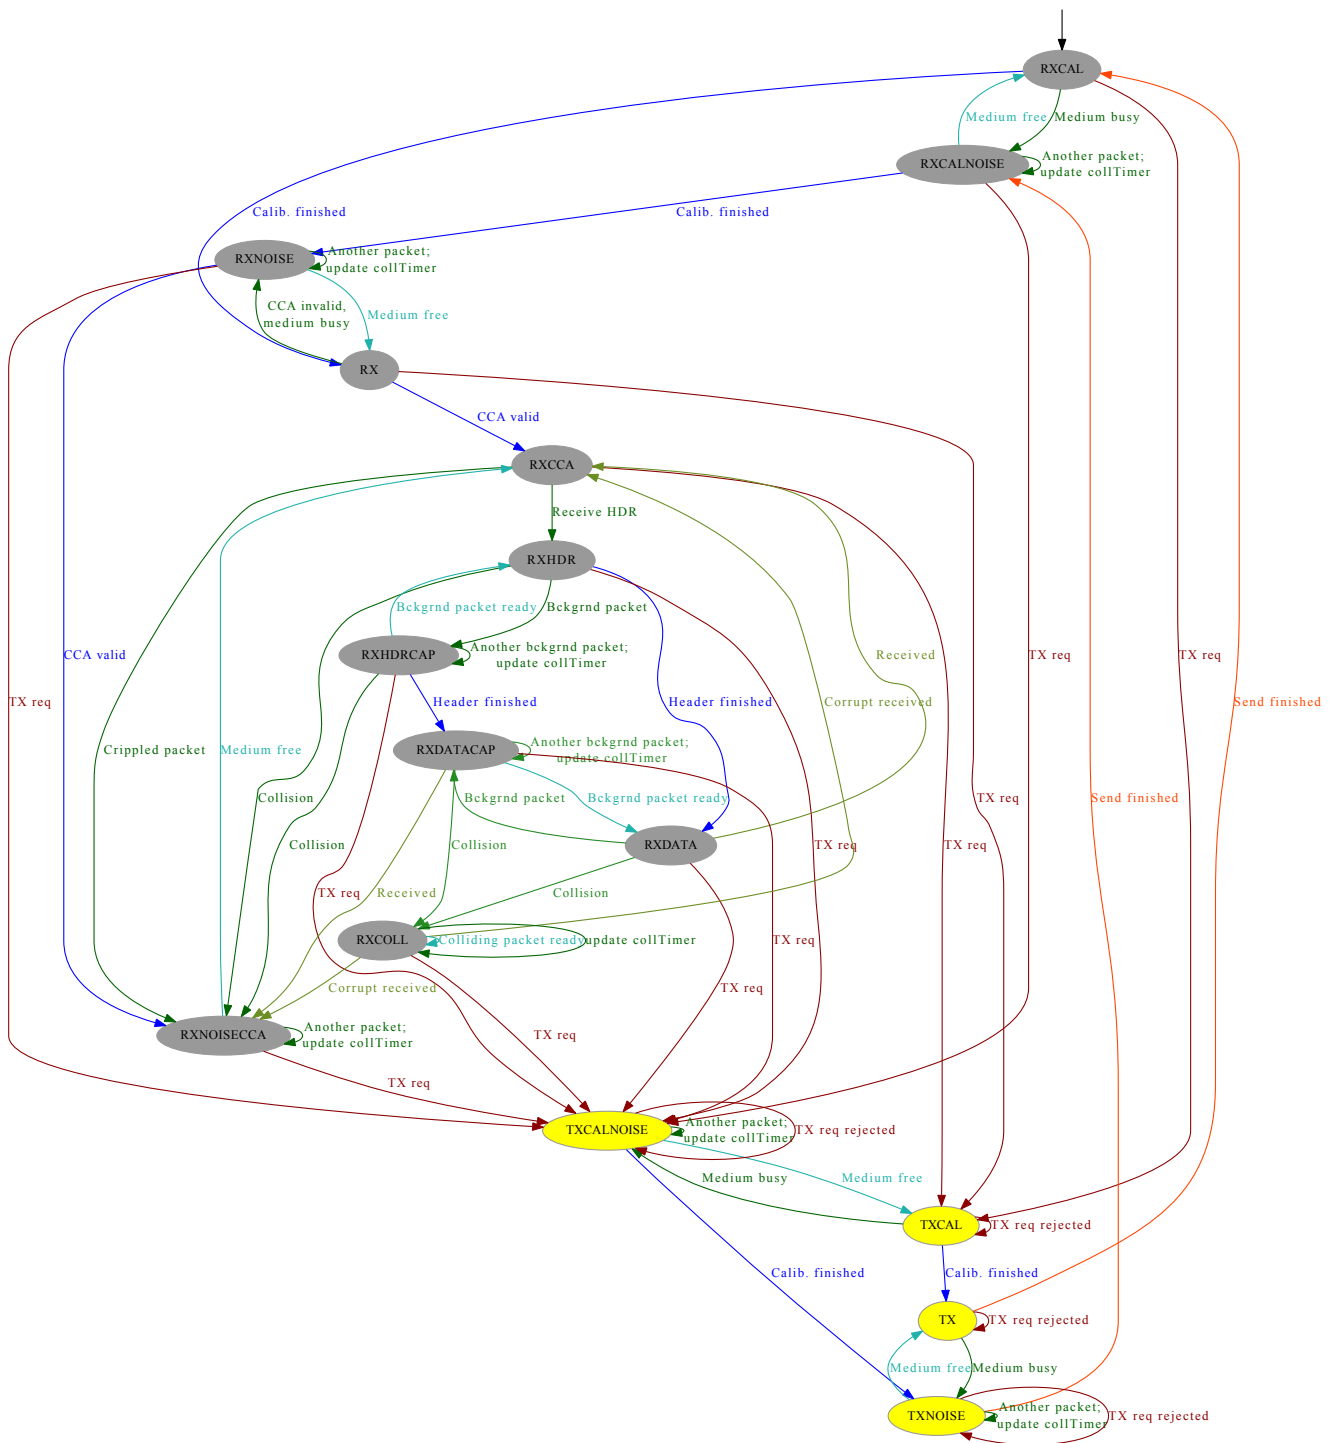 RXCAL
Medium free
Medium busy
RXCALNOISE
Another packet;
update collTimer
Calib. finished
Calib. finished
RXNOISE
Another packet;
update collTimer
CCA invalid,
medium busy
Medium free
RX
CCA valid
RXCCA
Receive HDR
RXHDR
Bckgrnd packet ready
Bckgrnd packet
CCA valid
RXHDRCAP
Another bckgrnd packet;
update collTimer
Received
TX req
TX req
TX req
Header finished
Header finished
Corrupt received
Send finished
Crippled packet
Medium free
RXDATACAP
Another bckgrnd packet;
update collTimer
Collision
Bckgrnd packet
Bckgrnd packet ready
TX req
Send finished
Collision
Collision
RXDATA
TX req
TX req
TX req
Received
Collision
RXCOLL
Colliding packet ready
update collTimer
TX req
Corrupt received
TX req
RXNOISECCA
Another packet;
update collTimer
TX req
TX req
TXCALNOISE
Another packet;
update collTimer
TX req rejected
Medium busy
Medium free
TXCAL
TX req rejected
Calib. finished
Calib. finished
TX
TX req rejected
Medium free
Medium busy
TXNOISE
Another packet;
update collTimer
TX req rejected